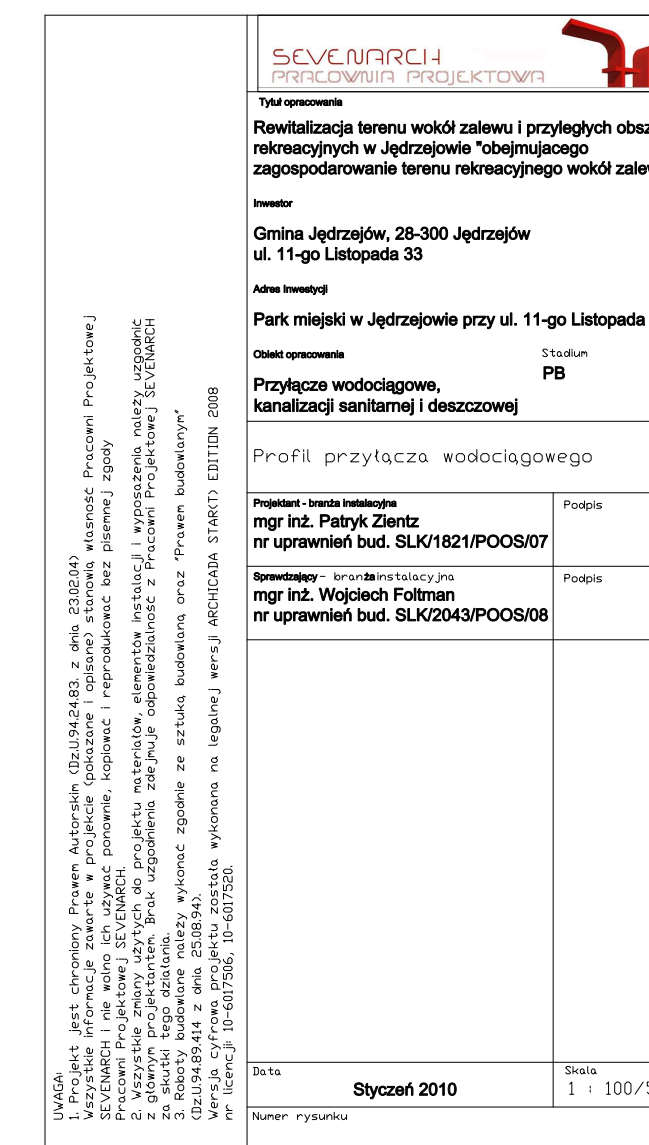 SEVENARCH
PRACOWNIA PROJEKTOWA
Tytuł opracowania
Rewitalizacja terenu wokół zalewu i przyległych
rekreacyjnych w Jędrzejowie "obejmujacego
zagospodarowanie terenu rekreacyjnego wokół
Inwestor
Gmina Jędrzejów, 28-300 Jędrzejów
ul. 11-go Listopada 33
Adres Inwestycji
Park miejski w Jędrzejowie przy ul. 11-go Listopada
Obiekt opracowania
Stadium
PB
Przyłącze wodociągowe,
kanalizacji sanitarnej i deszczowej
Profil przyłącza wodociągowego
Projektant - branża instalacyjna
Podpis
mgr inż. Patryk Zientz
nr uprawnień bud. SLK/1821/POOS/07
Sprawdzający - branża instalacyjna
Podpis
mgr inż. Wojciech Foltman
nr uprawnień bud. SLK/2043/POOS/08
Data
Styczeń 2010
Skala
1 : 100/
Numer rysunku
UWAGA:
1. Projekt jest chroniony Prawem Autorskim (Dz.U.94.24.83. z dnia 23.02.04)
Wszystkie informacje zawarte w projekcie (pokazane i opisane) stanowią własność Pracowni Projektowej
SEVENARCH i nie wolno ich używać ponownie, kopiować i reprodukować bez pisemnej zgody
Pracowni Projektowej SEVENARCH.
2. Wszystkie zmiany użytych do projektu materiałów, elementów instalacji i wyposażenia należy uzgodnić
z głównym projektantem. Brak uzgodnienia zdejmuje odpowiedzialność z Pracowni Projektowej SEVENARCH
za skutki tego działania.
3. Roboty budowlane należy wykonać zgodnie ze sztuką budowlaną oraz "Prawem budowlanym"
(Dz.U.94.89.414 z dnia 25.08.94).
Wersja cyfrowa projektu została wykonana na legalnej wersji ARCHICADA STAR(T) EDITION 2008
nr licencji: 10-6017506, 10-6017520.